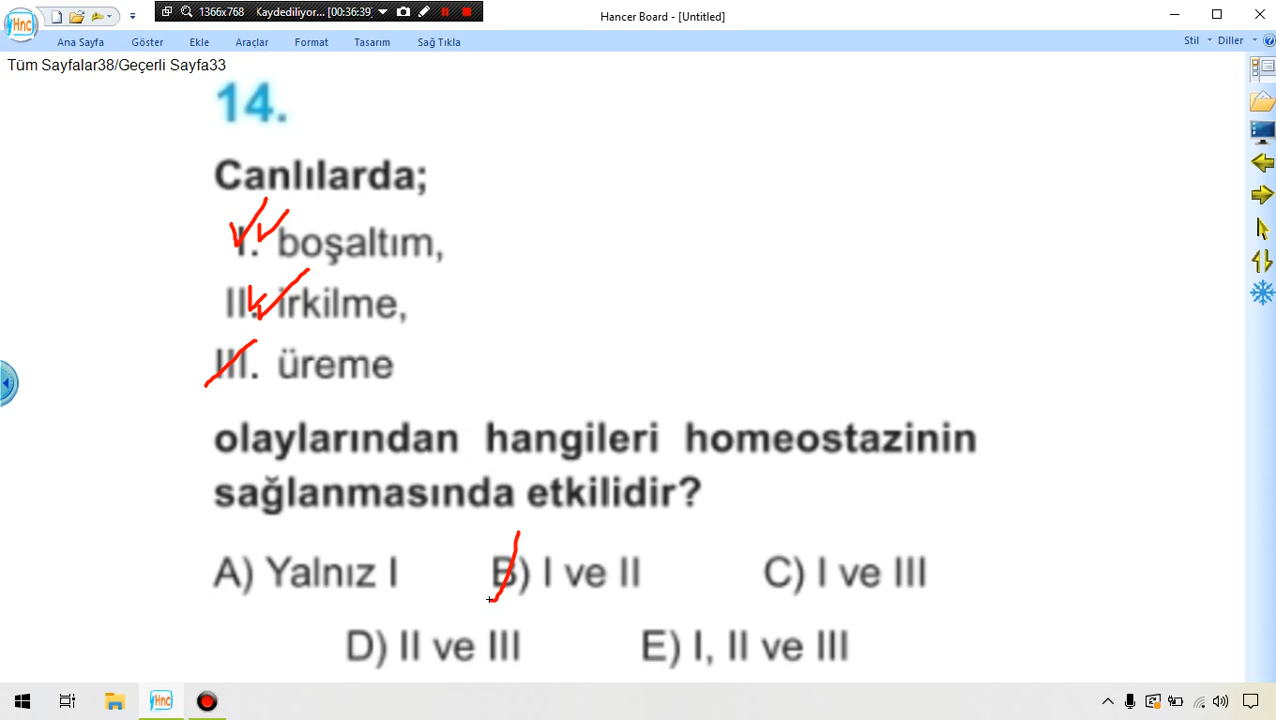 1366x768 Kaydediliyor... [00:36:39]
Hancer Board - [Untitled]
Hnc
Ana Sayfa Göster Ekle Araçlar Format Tasarım Sağ Tıkla
Stil Diller
Tüm Sayfalar38/Geçerli Sayfa33
14.
Canlılarda;
I. boşaltım,
II. irkilme,
III. üreme
olaylarından hangileri homeostazinin
sağlanmasında etkilidir?
A) Yalnız I B) I ve II C) I ve III
D) II ve III E) I, II ve III
Hnc